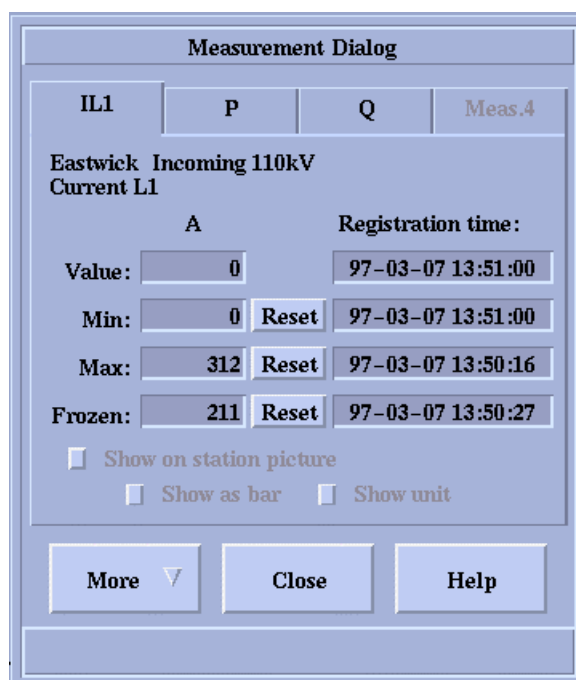 Measurement Dialog
IL1 P Q Meas.4
Eastwick Incoming 110kV
Current L1
A Registration time:
Value: 0 97-03-07 13:51:00
Min: 0 Reset 97-03-07 13:51:00
Max: 312 Reset 97-03-07 13:50:16
Frozen: 211 Reset 97-03-07 13:50:27
Show on station picture
Show as bar Show unit
More Close Help